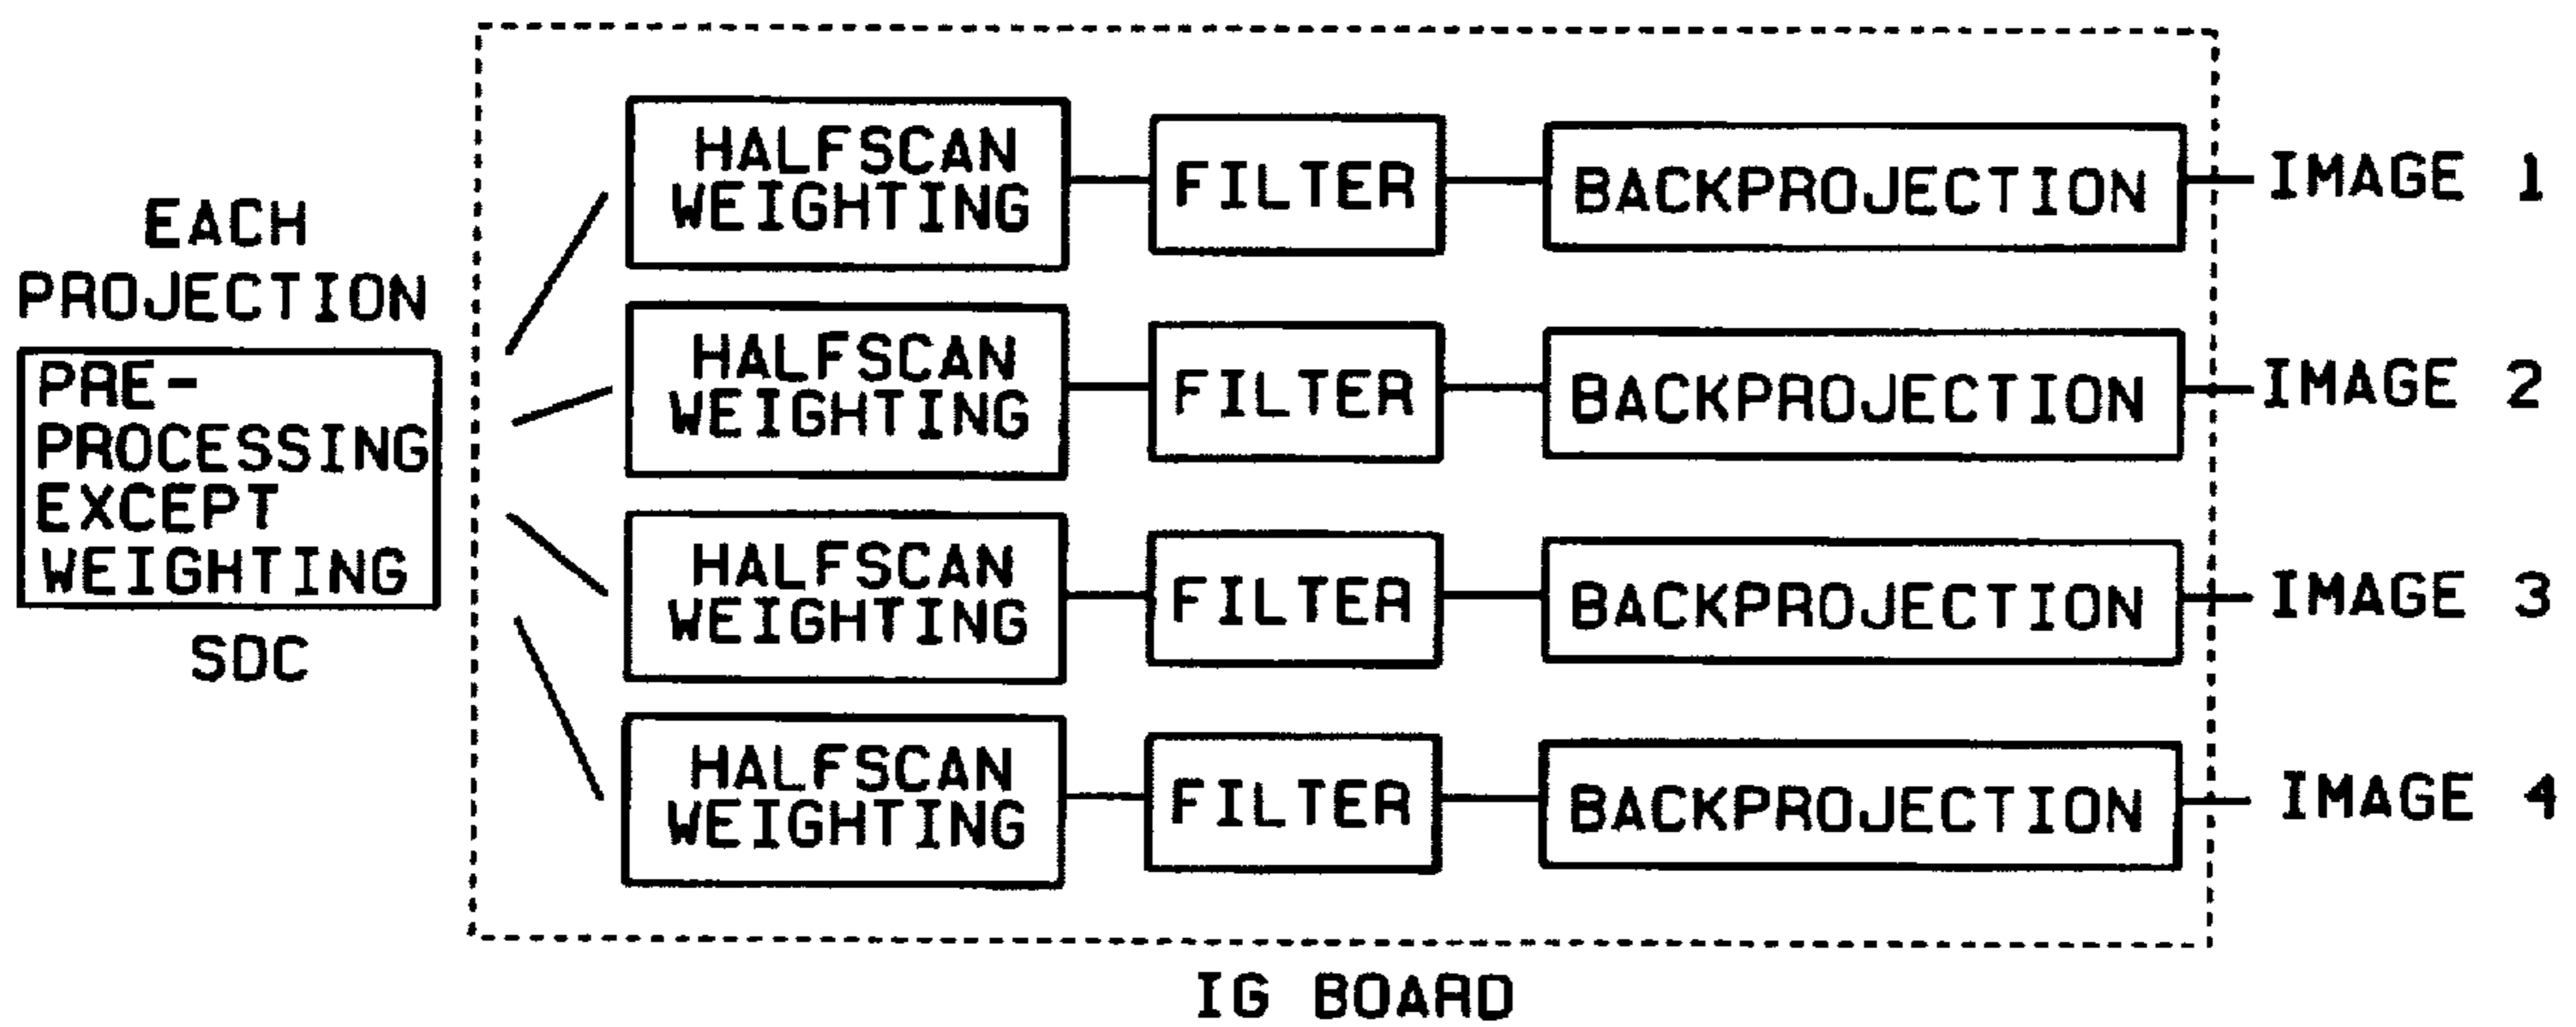 EACH
PROJECTION
PRE-
PROCESSING
EXCEPT
WEIGHTING
SDC
HALFSCAN
WEIGHTING
FILTER
BACKPROJECTION
IMAGE 1
HALFSCAN
WEIGHTING
FILTER
BACKPROJECTION
IMAGE 2
HALFSCAN
WEIGHTING
FILTER
BACKPROJECTION
IMAGE 3
HALFSCAN
WEIGHTING
FILTER
BACKPROJECTION
IMAGE 4
IG BOARD